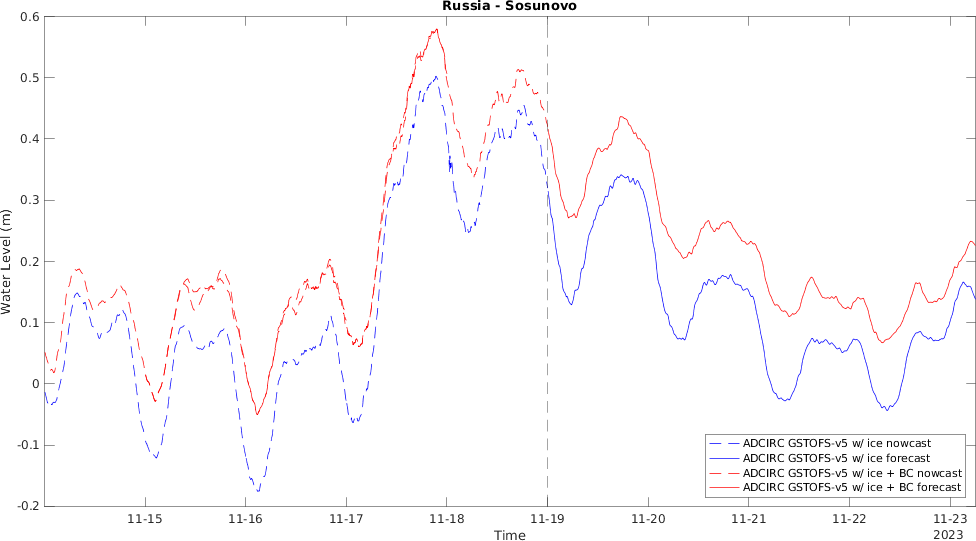 Russia - Sosunovo
Water Level (m)
0.6
0.5
0.4
0.3
0.2
0.1
0
-0.1
-0.2
ADCIRC GSTOFS-v5 w/ ice nowcast
ADCIRC GSTOFS-v5 w/ ice forecast
ADCIRC GSTOFS-v5 w/ ice + BC nowcast
ADCIRC GSTOFS-v5 w/ ice + BC forecast
11-15 11-16 11-17 11-18 11-19 11-20 11-21 11-22 11-23
Time
2023